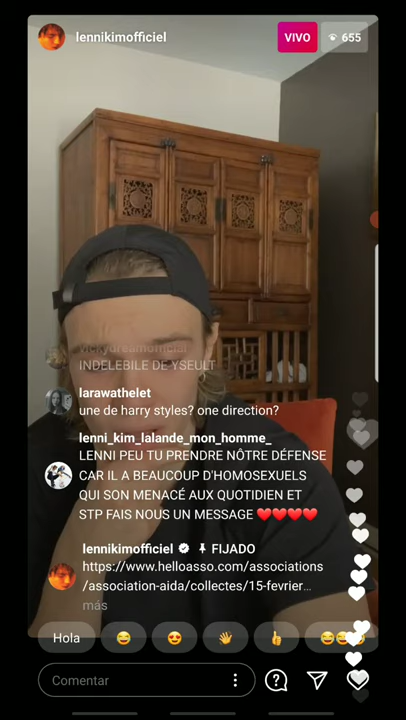 lennikimofficiel
VIVO
655
vickydreamofficial
INDELEBILE DE YSEULT
larawathelet
une de harry styles? one direction?
lenni_kim_lalande_mon_homme_
LENNI PEU TU PRENDRE NÔTRE DÉFENSE
CAR IL A BEAUCOUP D'HOMOSEXUELS
QUI SON MENACÉ AUX QUOTIDIEN ET
STP FAIS NOUS UN MESSAGE ❤️❤️❤️❤️
lennikimofficiel FIJADO
https://www.helloasso.com/associations
/association-aida/collectes/15-fevrier...
más
Hola 😂 😍 👋 👍 😂😂😂
Comentar